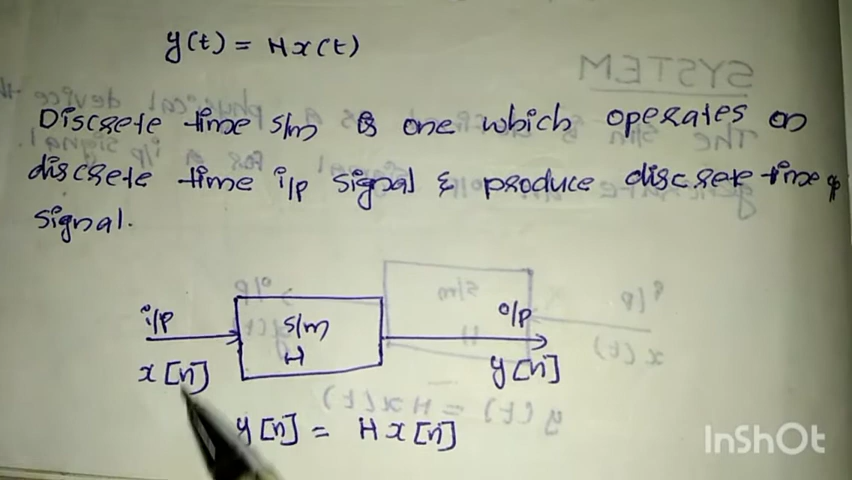 y(t) = Hx(t)
Discrete time s/m is one which operates on
discrete time i/p signal & produce discrete time o/p
signal.
i/p
s/m
H
o/p
x[n]
y[n]
y[n] = Hx[n]
InShOt